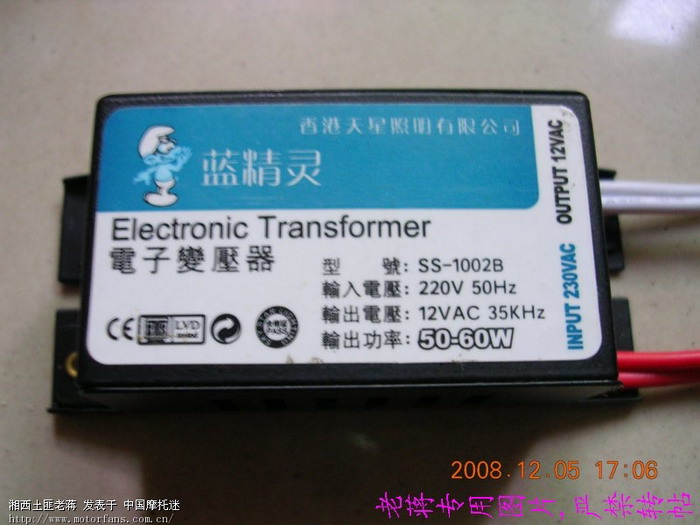 香港天星照明有限公司
蓝精灵
Electronic Transformer
電子變壓器
型 號: SS-1002B
輸入電壓: 220V 50Hz
輸出電壓: 12VAC 35KHz
輸出功率: 50-60W
CE
LVD
PASS
INPUT 230VAC OUTPUT 12VAC
2008.12.05 17:06
湘西土匪老蒋 发表于 中国摩托迷
http://www.motorfans.com.cn/
老蒋专用图片,严禁转帖